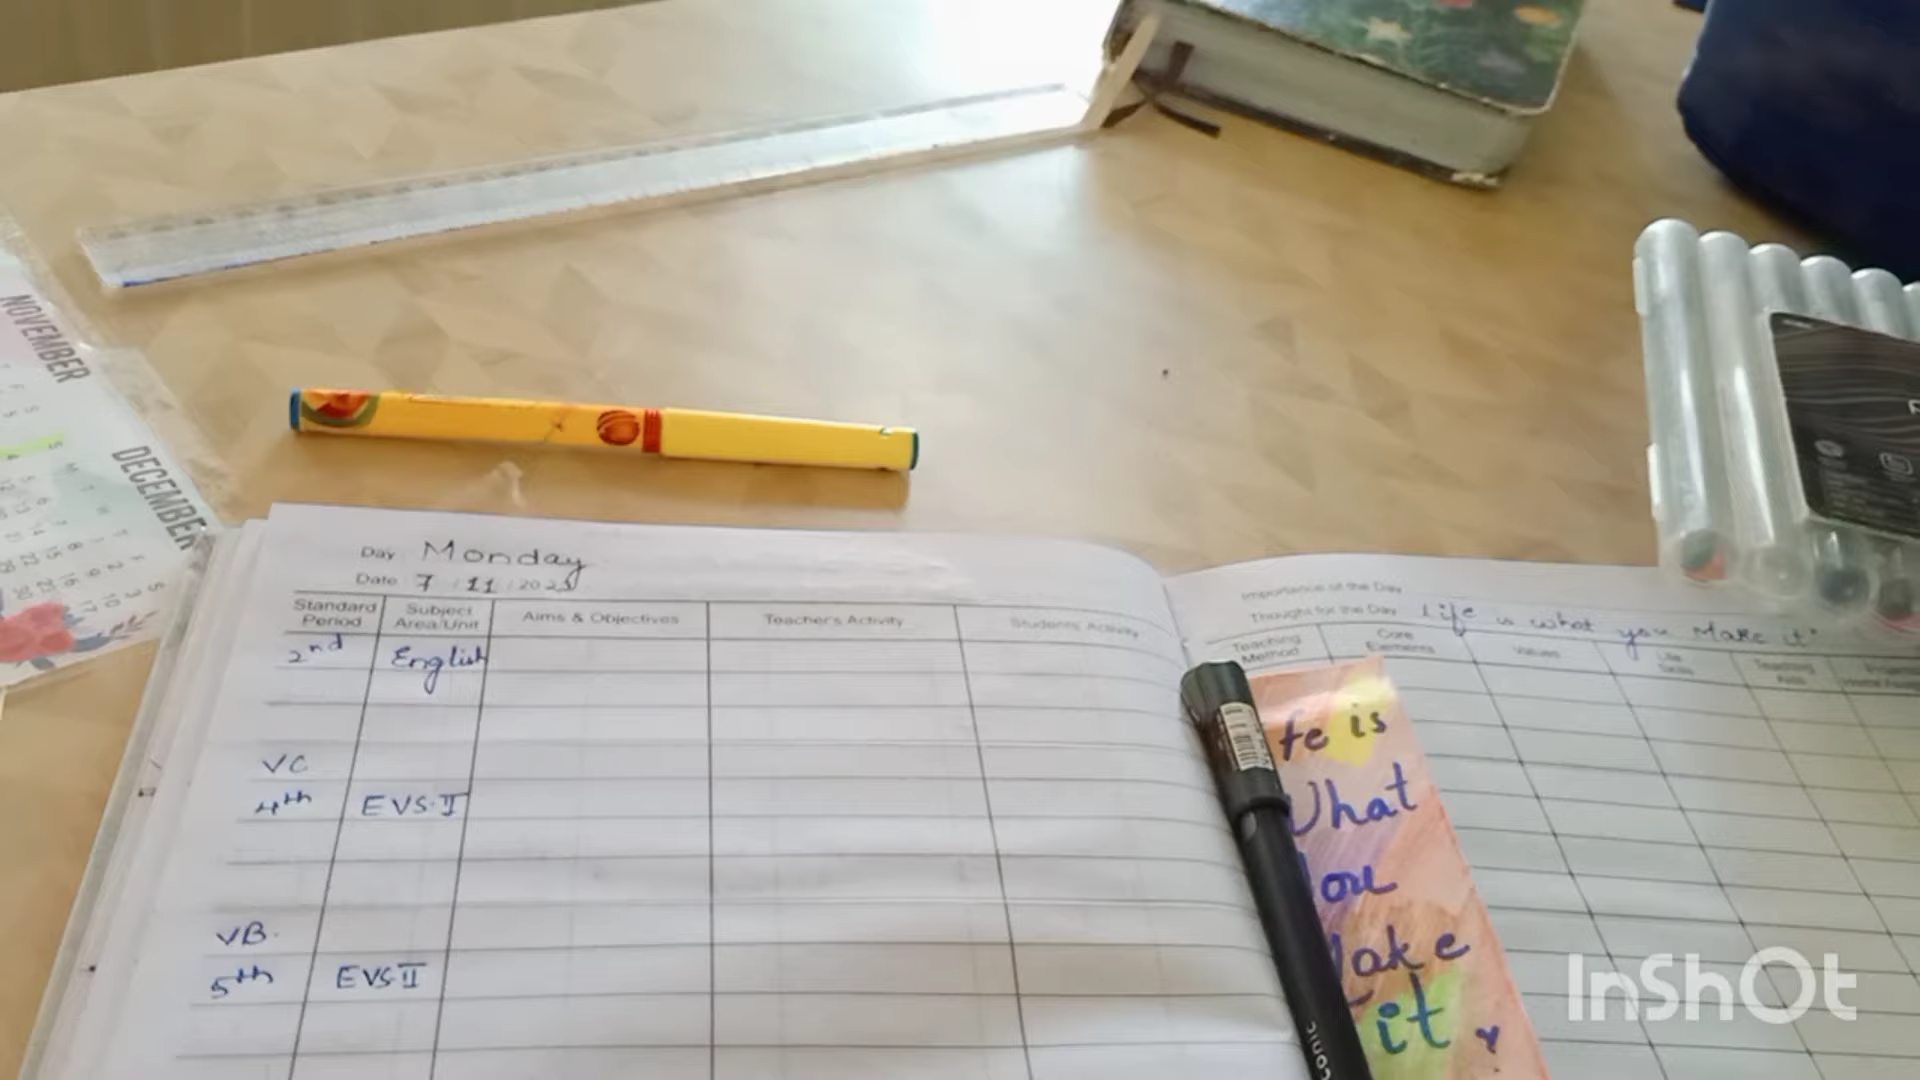 NOVEMBER
DECEMBER
Day Monday
Date 7 / 11 / 2025
Standard Period
Subject Area/Unit
Aims & Objectives
Teacher's Activity
Students' Activity
2nd English
VC
4th EVS·II
VB.
5th EVS II
Importance of the Day
Thought for the Day Life is what you Make it
Teaching Method
Core Elements
Values
Life Skills
Teaching Aids
fe is
What
ou
ake
it
conic
InShOt